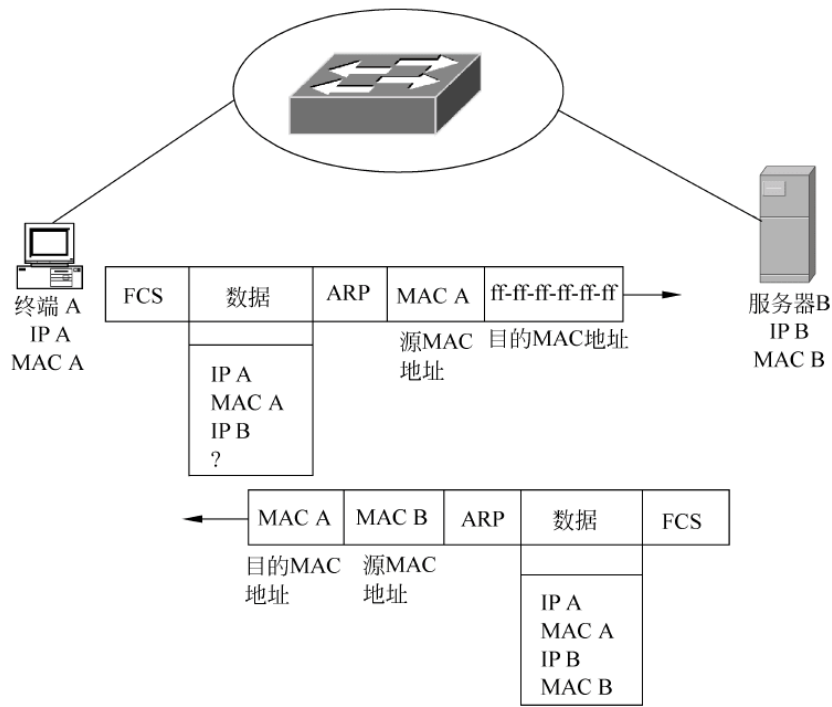 终端 A
IP A
MAC A
服务器B
IP B
MAC B
FCS
数据
ARP
MAC A
ff-ff-ff-ff-ff-ff
源MAC
地址
目的MAC地址
IP A
MAC A
IP B
?
MAC A
MAC B
ARP
数据
FCS
目的MAC
地址
源MAC
地址
IP A
MAC A
IP B
MAC B